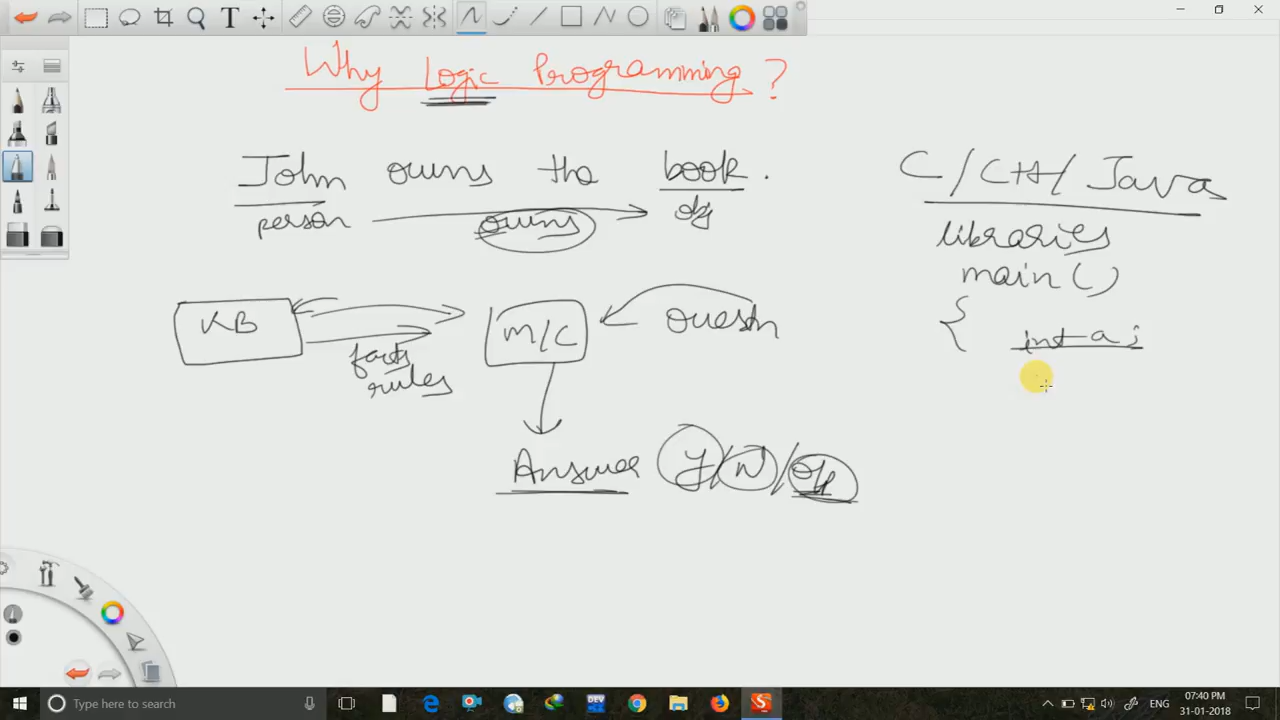 Why Logic Programming ?
John owns the book .
person owns obj
KB
facts
rules
M/C
Questn
Answer Y/N/O/P
C/C++/Java
libraries
main()
{
int a;
T
Type here to search
DEV
S
ENG
07:40 PM
31-01-2018